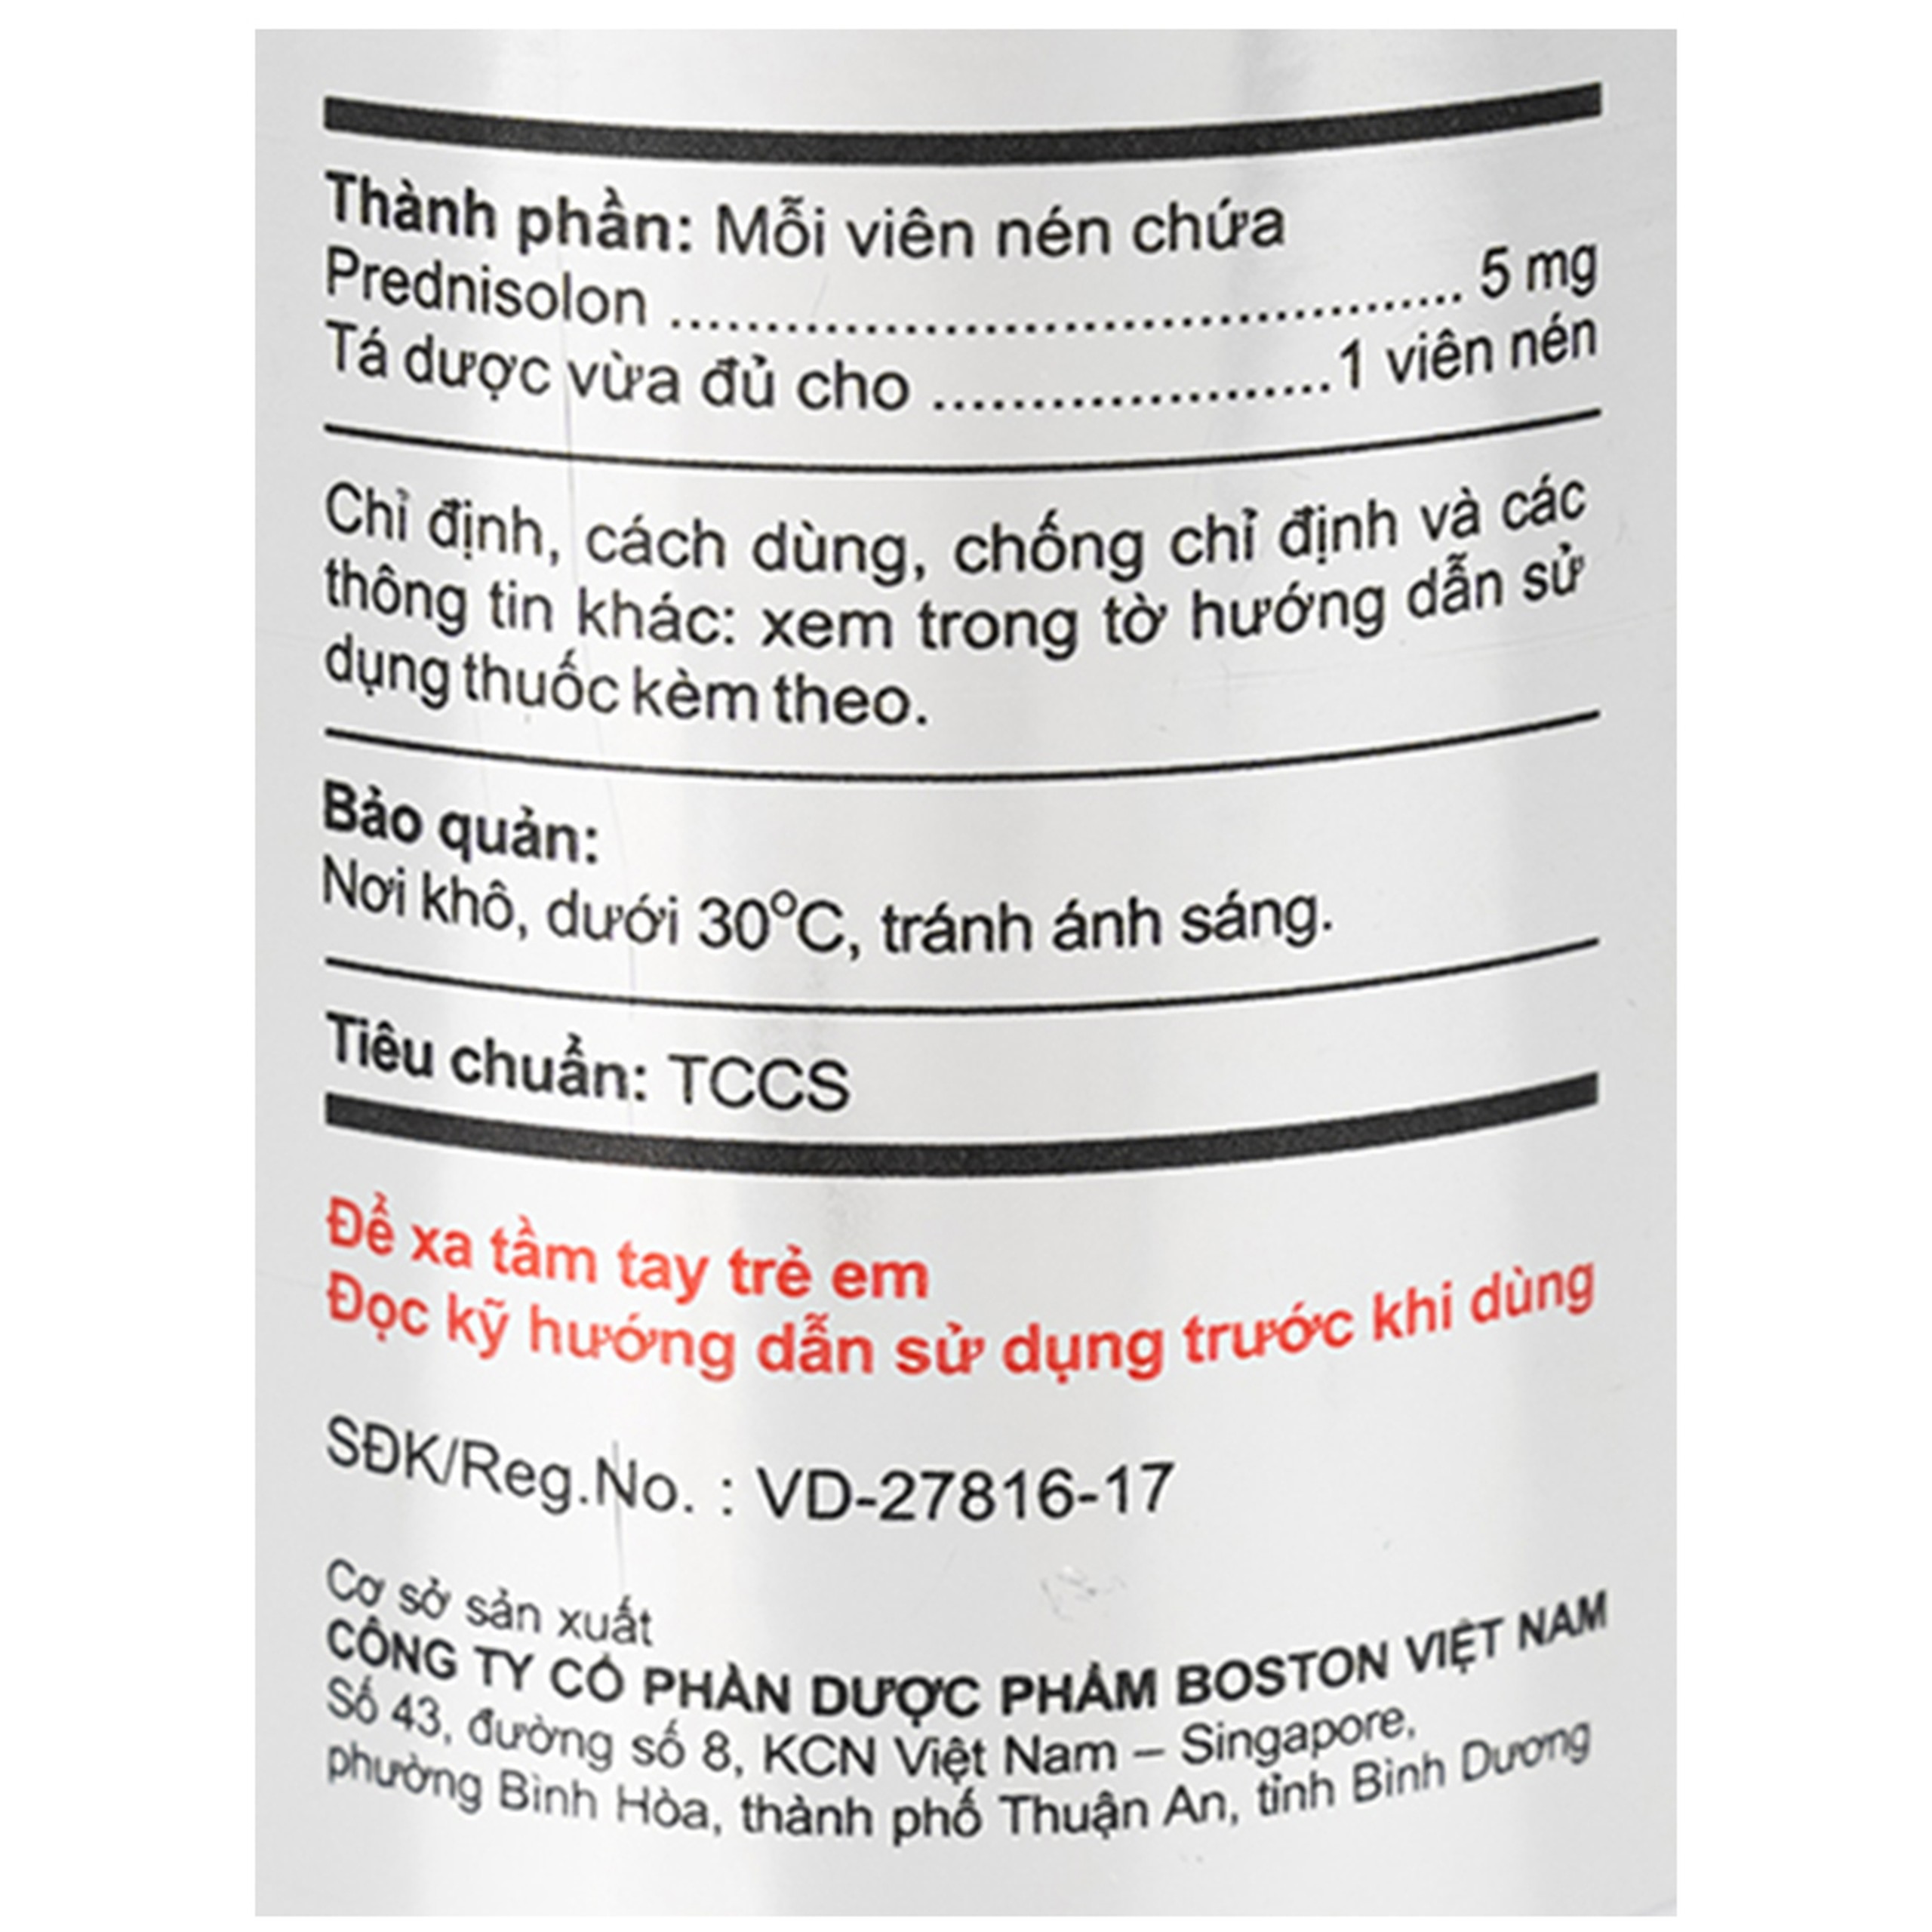 Thành phần: Mỗi viên nén chứa
Prednisolon ........................................ 5 mg
Tá dược vừa đủ cho ....................1 viên nén
Chỉ định, cách dùng, chống chỉ định và các
thông tin khác: xem trong tờ hướng dẫn sử
dụng thuốc kèm theo.
Bảo quản:
Nơi khô, dưới 30°C, tránh ánh sáng.
Tiêu chuẩn: TCCS
Để xa tầm tay trẻ em
Đọc kỹ hướng dẫn sử dụng trước khi dùng
SĐK/Reg.No. : VD-27816-17
Cơ sở sản xuất
CÔNG TY CỔ PHẦN DƯỢC PHẨM BOSTON VIỆT NAM
Số 43, đường số 8, KCN Việt Nam – Singapore,
phường Bình Hòa, thành phố Thuận An, tỉnh Bình Dương